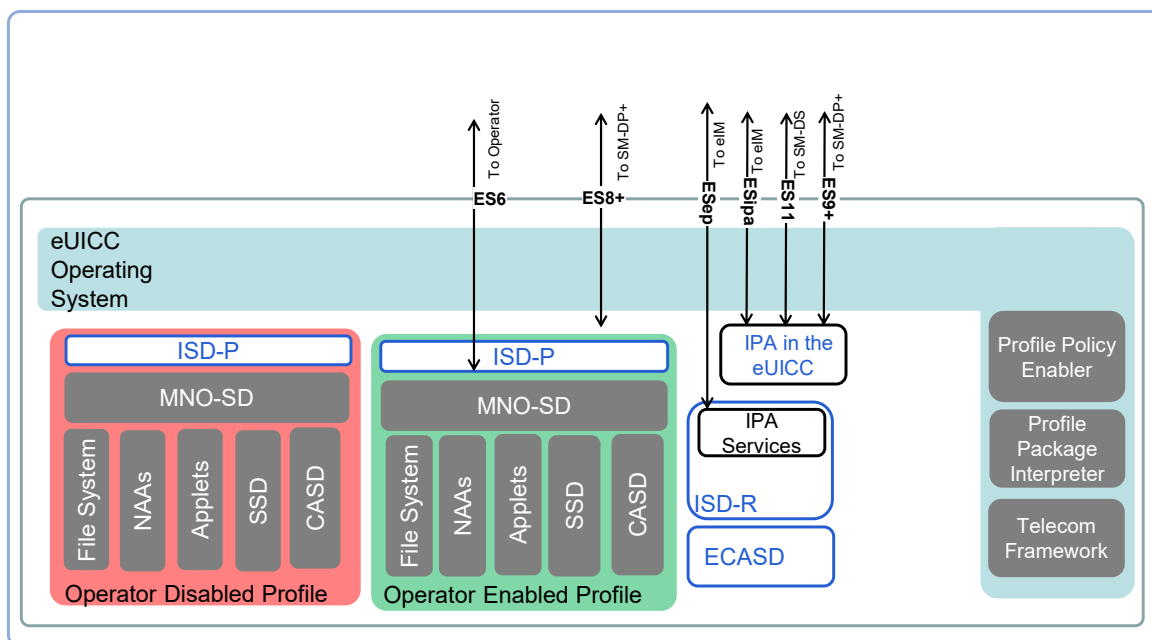 To Operator
To SM-DP+
To eIM
To eIM
To SM-DS
To SM-DP+
ES6
ES8+
ESep
ESipa
ES11
ES9+
eUICC
Operating
System
ISD-P
MNO-SD
File System
NAAs
Applets
SSD
CASD
Operator Disabled Profile
ISD-P
MNO-SD
File System
NAAs
Applets
SSD
CASD
Operator Enabled Profile
IPA in the
eUICC
IPA
Services
ISD-R
ECASD
Profile Policy
Enabler
Profile
Package
Interpreter
Telecom
Framework